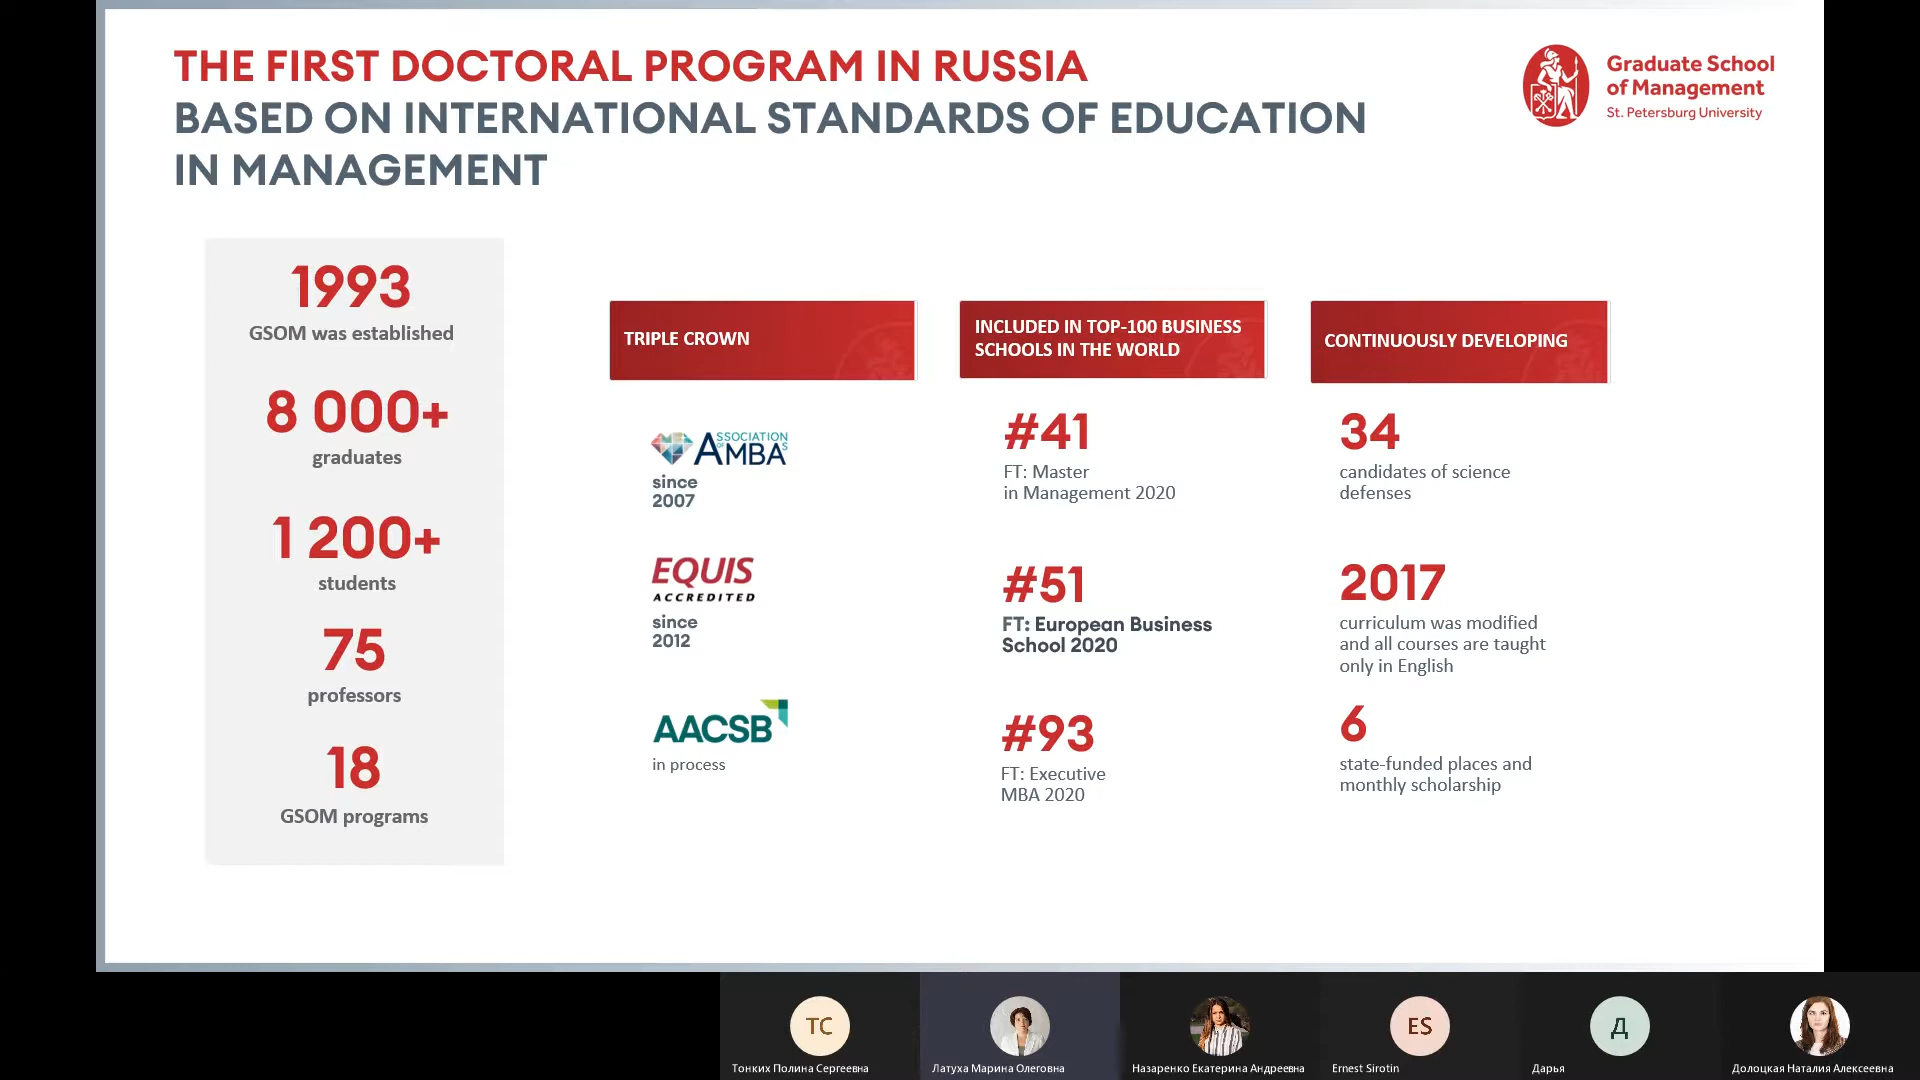 THE FIRST DOCTORAL PROGRAM IN RUSSIA
BASED ON INTERNATIONAL STANDARDS OF EDUCATION
IN MANAGEMENT
Graduate School
of Management
St. Petersburg University
1993
GSOM was established
8 000+
graduates
1 200+
students
75
professors
18
GSOM programs
TRIPLE CROWN
ASSOCIATION OF MBAS
since
2007
EQUIS
ACCREDITED
since
2012
AACSB
in process
INCLUDED IN TOP-100 BUSINESS
SCHOOLS IN THE WORLD
#41
FT: Master
in Management 2020
#51
FT: European Business
School 2020
#93
FT: Executive
MBA 2020
CONTINUOUSLY DEVELOPING
34
candidates of science
defenses
2017
curriculum was modified
and all courses are taught
only in English
6
state-funded places and
monthly scholarship
ТС
ES
Д
Тонких Полина Сергеевна
Латуха Марина Олеговна
Назаренко Екатерина Андреевна
Ernest Sirotin
Дарья
Долоцкая Наталия Алексеевна